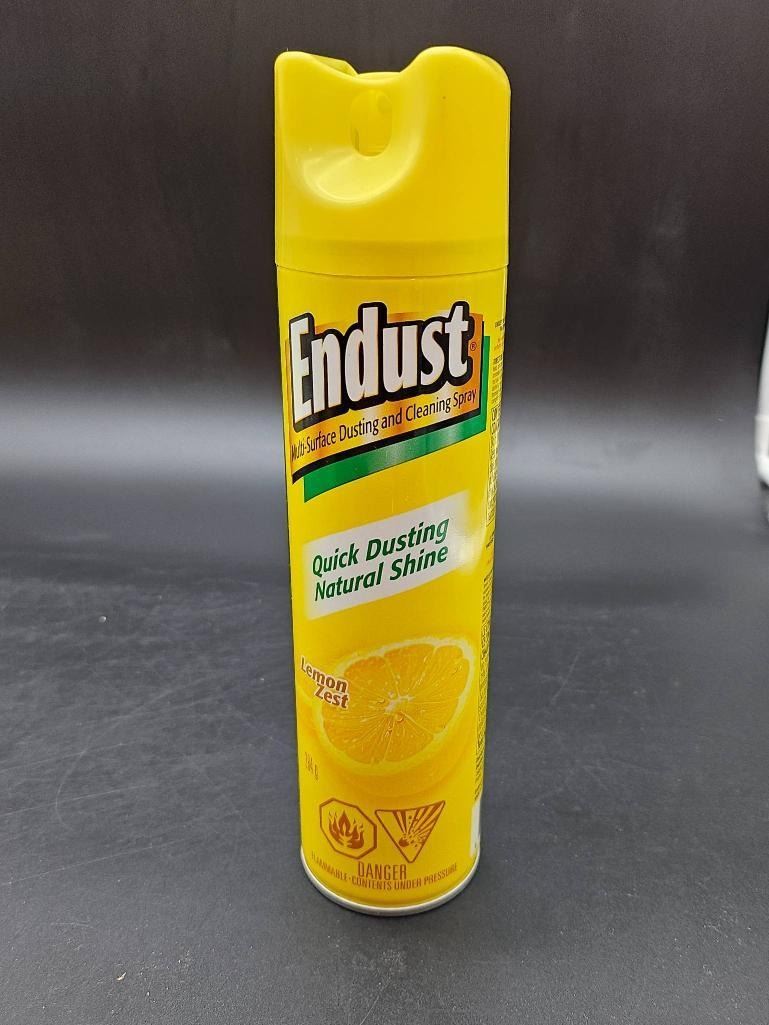 Endust®
Multi-Surface Dusting and Cleaning Spray
Quick Dusting
Natural Shine
Lemon
Zest
DANGER
FLAMMABLE·CONTENTS UNDER PRESSURE